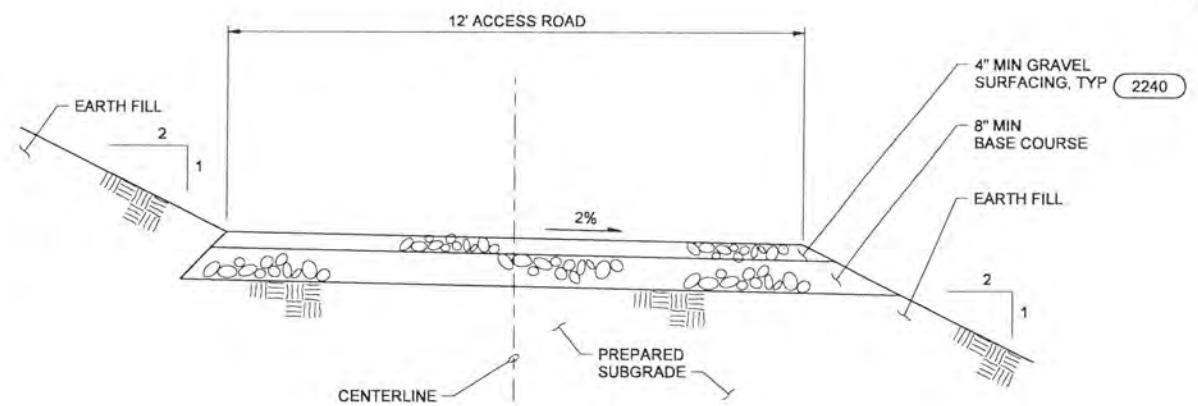 12' ACCESS ROAD
4" MIN GRAVEL
SURFACING, TYP 2240
EARTH FILL
2
1
8" MIN
BASE COURSE
EARTH FILL
2%
2
1
PREPARED
SUBGRADE
CENTERLINE